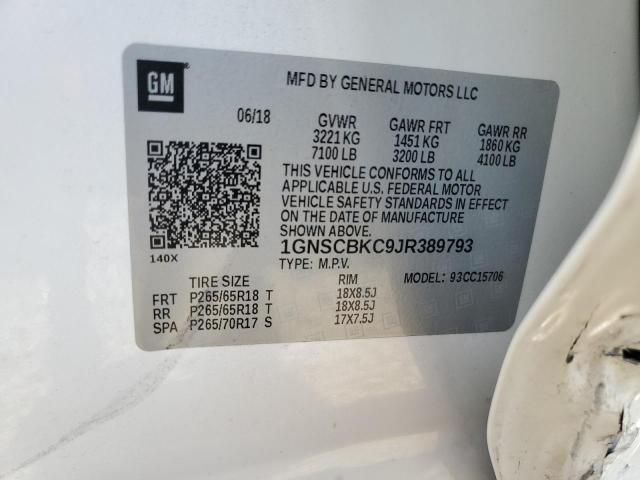 GM
MFD BY GENERAL MOTORS LLC
06/18 GVWR GAWR FRT GAWR RR
3221 KG 1451 KG 1860 KG
7100 LB 3200 LB 4100 LB
THIS VEHICLE CONFORMS TO ALL
APPLICABLE U.S. FEDERAL MOTOR
VEHICLE SAFETY STANDARDS IN EFFECT
ON THE DATE OF MANUFACTURE
SHOWN ABOVE.
140X
1GNSCBKC9JR389793
TYPE: M.P.V. MODEL: 93CC15706
TIRE SIZE RIM
FRT P265/65R18 T 18X8.5J
RR P265/65R18 T 18X8.5J
SPA P265/70R17 S 17X7.5J